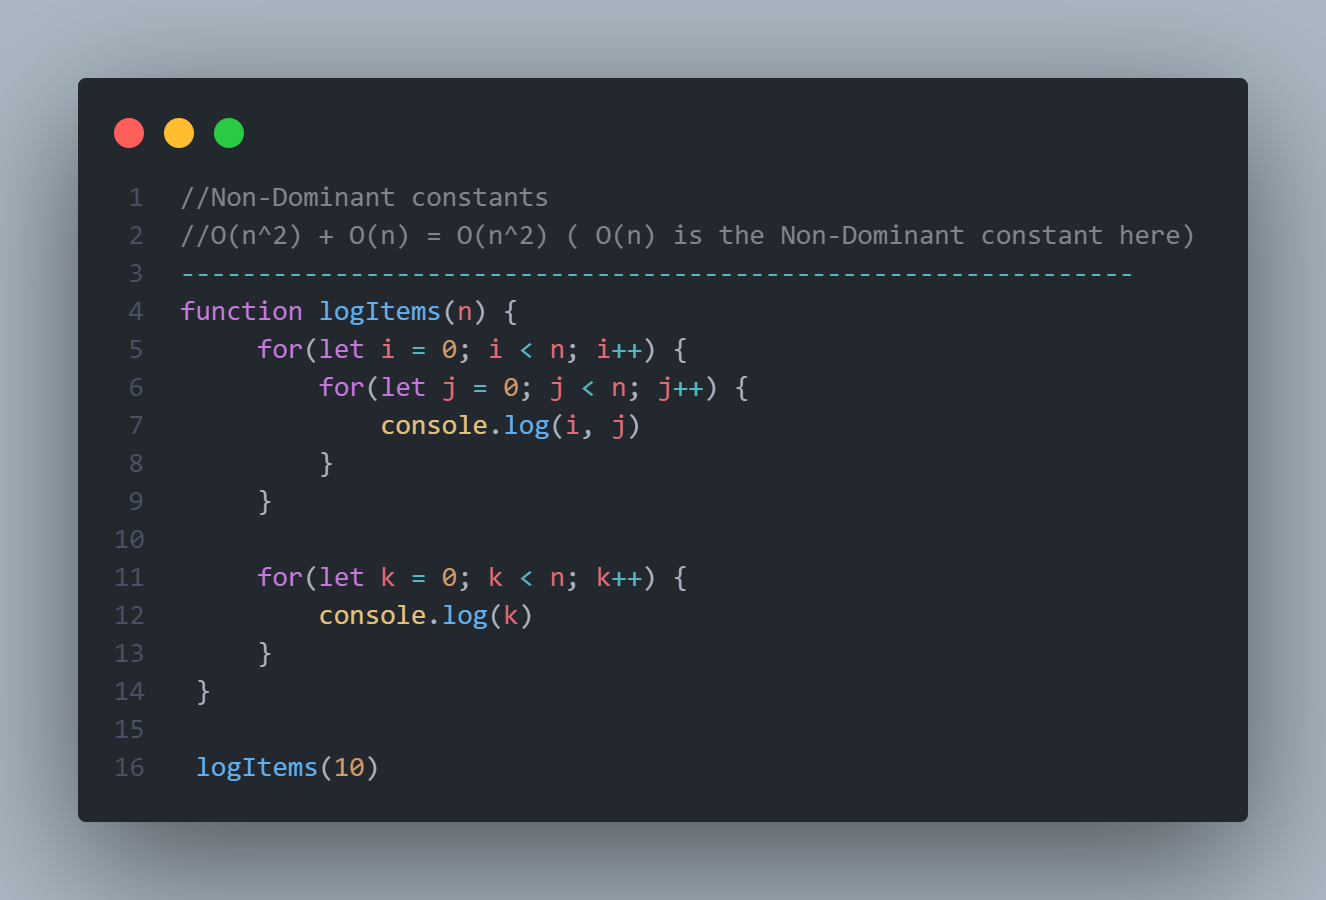 1 //Non-Dominant constants
2 //O(n^2) + O(n) = O(n^2) ( O(n) is the Non-Dominant constant here)
3 --------------------------------------------------------------
4 function logItems(n) {
5      for(let i = 0; i < n; i++) {
6          for(let j = 0; j < n; j++) {
7              console.log(i, j)
8          }
9      }
10
11      for(let k = 0; k < n; k++) {
12          console.log(k)
13      }
14  }
15
16  logItems(10)